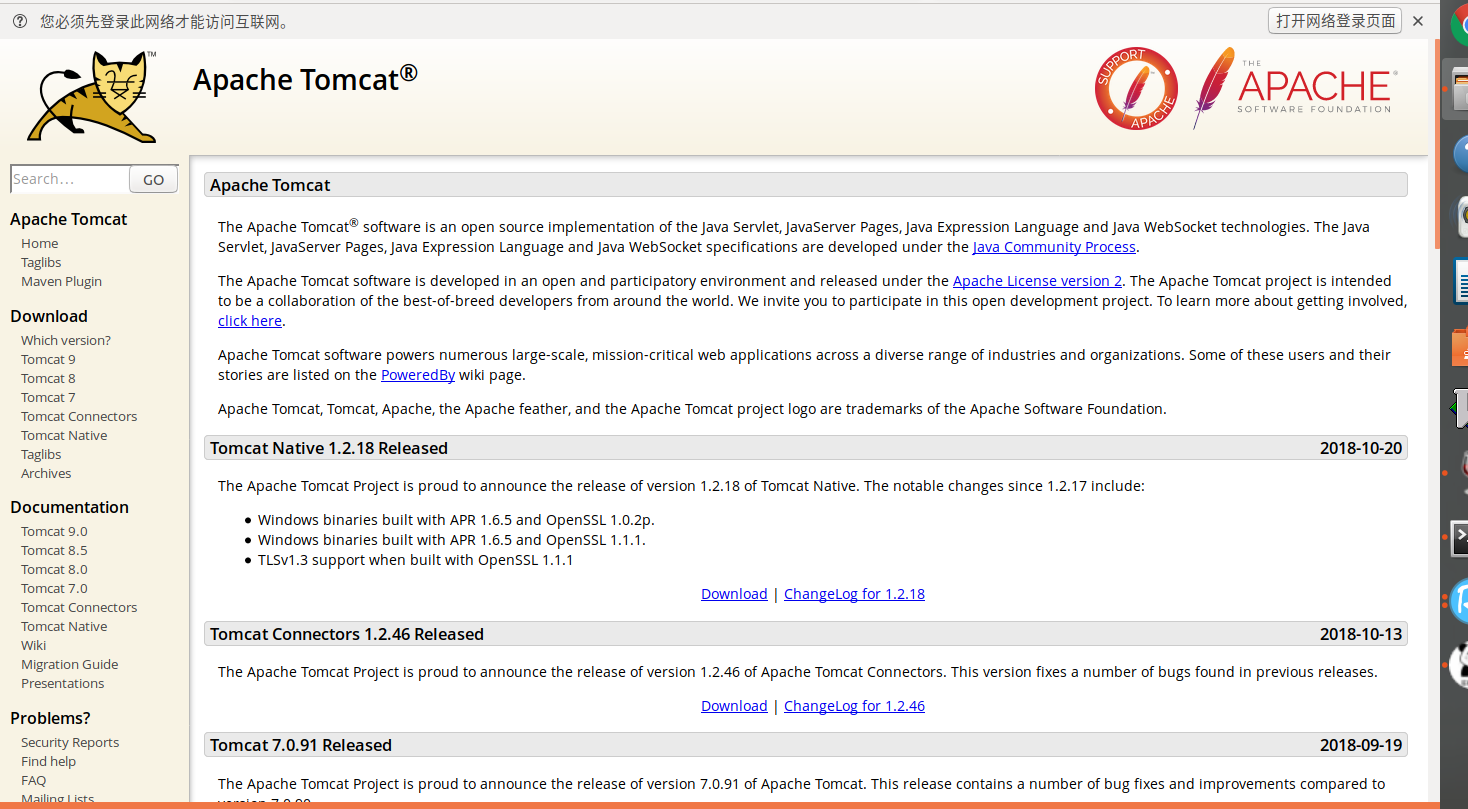 您必须先登录此网络才能访问互联网。 打开网络登录页面
Apache Tomcat®
TM
SUPPORT APACHE
THE
APACHE®
SOFTWARE FOUNDATION
Search... GO
Apache Tomcat
Home
Taglibs
Maven Plugin
Download
Which version?
Tomcat 9
Tomcat 8
Tomcat 7
Tomcat Connectors
Tomcat Native
Taglibs
Archives
Documentation
Tomcat 9.0
Tomcat 8.5
Tomcat 8.0
Tomcat 7.0
Tomcat Connectors
Tomcat Native
Wiki
Migration Guide
Presentations
Problems?
Security Reports
Find help
FAQ
Mailing Lists
Apache Tomcat
The Apache Tomcat® software is an open source implementation of the Java Servlet, JavaServer Pages, Java Expression Language and Java WebSocket technologies. The Java
Servlet, JavaServer Pages, Java Expression Language and Java WebSocket specifications are developed under the Java Community Process.
The Apache Tomcat software is developed in an open and participatory environment and released under the Apache License version 2. The Apache Tomcat project is intended
to be a collaboration of the best-of-breed developers from around the world. We invite you to participate in this open development project. To learn more about getting involved,
click here.
Apache Tomcat software powers numerous large-scale, mission-critical web applications across a diverse range of industries and organizations. Some of these users and their
stories are listed on the PoweredBy wiki page.
Apache Tomcat, Tomcat, Apache, the Apache feather, and the Apache Tomcat project logo are trademarks of the Apache Software Foundation.
Tomcat Native 1.2.18 Released 2018-10-20
The Apache Tomcat Project is proud to announce the release of version 1.2.18 of Tomcat Native. The notable changes since 1.2.17 include:
• Windows binaries built with APR 1.6.5 and OpenSSL 1.0.2p.
• Windows binaries built with APR 1.6.5 and OpenSSL 1.1.1.
• TLSv1.3 support when built with OpenSSL 1.1.1
Download | ChangeLog for 1.2.18
Tomcat Connectors 1.2.46 Released 2018-10-13
The Apache Tomcat Project is proud to announce the release of version 1.2.46 of Apache Tomcat Connectors. This version fixes a number of bugs found in previous releases.
Download | ChangeLog for 1.2.46
Tomcat 7.0.91 Released 2018-09-19
The Apache Tomcat Project is proud to announce the release of version 7.0.91 of Apache Tomcat. This release contains a number of bug fixes and improvements compared to
version 7.0.90